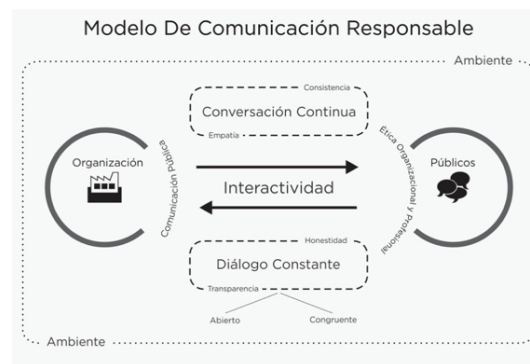 Modelo De Comunicación Responsable
Ambiente
Consistencia
Conversación Continua
Empatía
Organización
Comunicación Pública
Interactividad
Ética Organizacional y Profesional
Públicos
Honestidad
Diálogo Constante
Transparencia
Abierto
Congruente
Ambiente